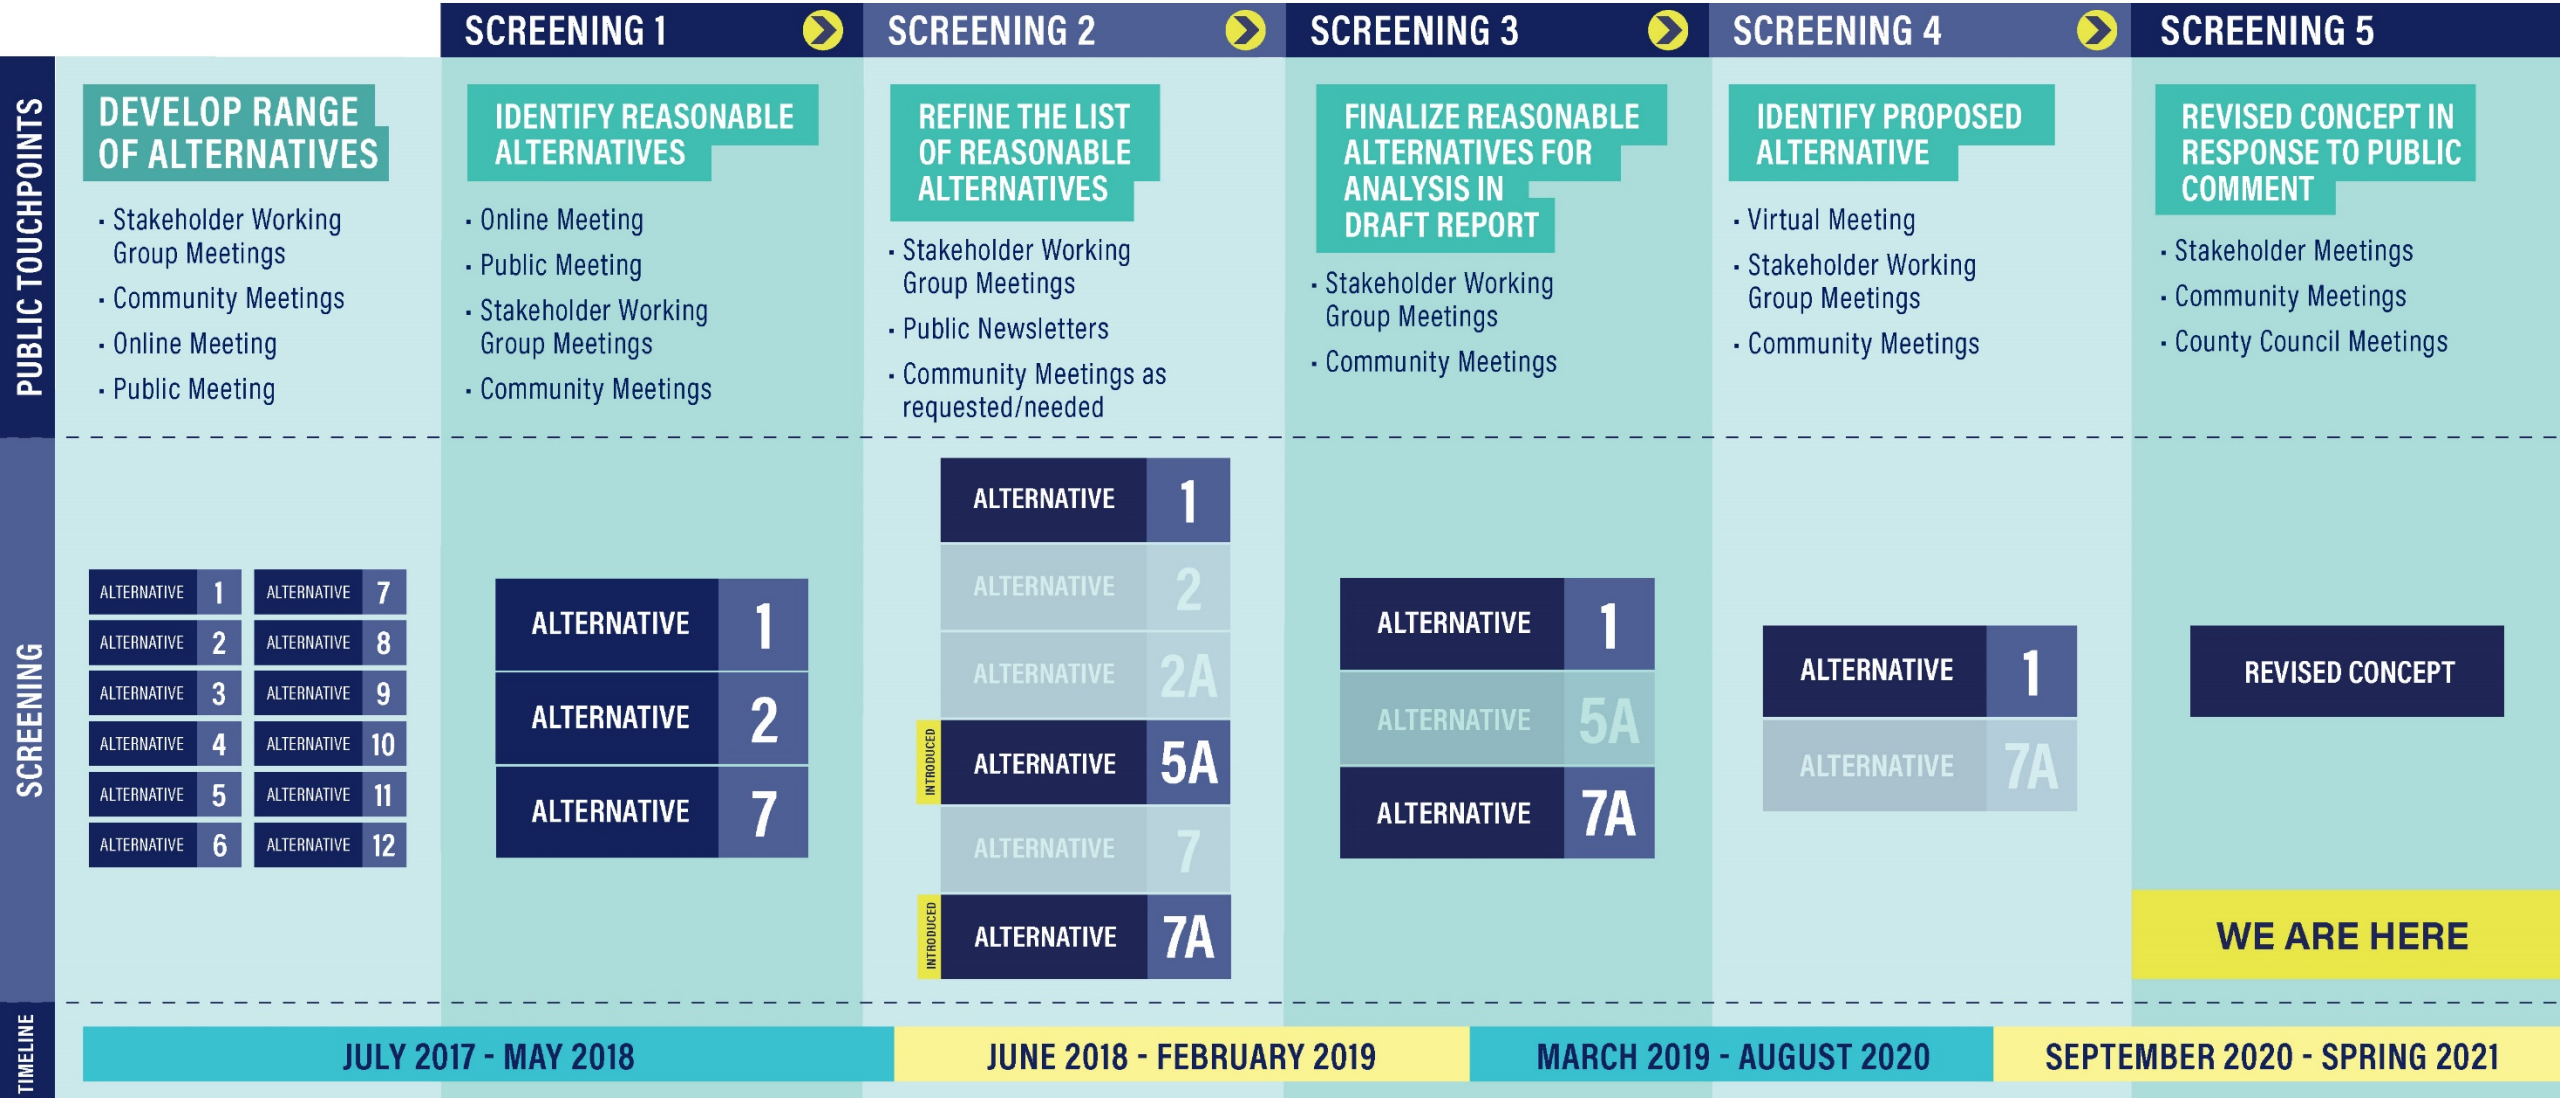 SCREENING 1
SCREENING 2
SCREENING 3
SCREENING 4
SCREENING 5
PUBLIC TOUCHPOINTS
DEVELOP RANGE
OF ALTERNATIVES
· Stakeholder Working
Group Meetings
· Community Meetings
· Online Meeting
· Public Meeting
IDENTIFY REASONABLE
ALTERNATIVES
· Online Meeting
· Public Meeting
· Stakeholder Working
Group Meetings
· Community Meetings
REFINE THE LIST
OF REASONABLE
ALTERNATIVES
· Stakeholder Working
Group Meetings
· Public Newsletters
· Community Meetings as
requested/needed
FINALIZE REASONABLE
ALTERNATIVES FOR
ANALYSIS IN
DRAFT REPORT
· Stakeholder Working
Group Meetings
· Community Meetings
IDENTIFY PROPOSED
ALTERNATIVE
· Virtual Meeting
· Stakeholder Working
Group Meetings
· Community Meetings
REVISED CONCEPT IN
RESPONSE TO PUBLIC
COMMENT
· Stakeholder Meetings
· Community Meetings
· County Council Meetings
SCREENING
ALTERNATIVE 1
ALTERNATIVE 2
ALTERNATIVE 3
ALTERNATIVE 4
ALTERNATIVE 5
ALTERNATIVE 6
ALTERNATIVE 7
ALTERNATIVE 8
ALTERNATIVE 9
ALTERNATIVE 10
ALTERNATIVE 11
ALTERNATIVE 12
ALTERNATIVE 1
ALTERNATIVE 2
ALTERNATIVE 7
ALTERNATIVE 1
ALTERNATIVE 2
ALTERNATIVE 2A
INTRODUCED
ALTERNATIVE 5A
ALTERNATIVE 7
INTRODUCED
ALTERNATIVE 7A
ALTERNATIVE 1
ALTERNATIVE 5A
ALTERNATIVE 7A
ALTERNATIVE 1
ALTERNATIVE 7A
REVISED CONCEPT
WE ARE HERE
TIMELINE
JULY 2017 - MAY 2018
JUNE 2018 - FEBRUARY 2019
MARCH 2019 - AUGUST 2020
SEPTEMBER 2020 - SPRING 2021